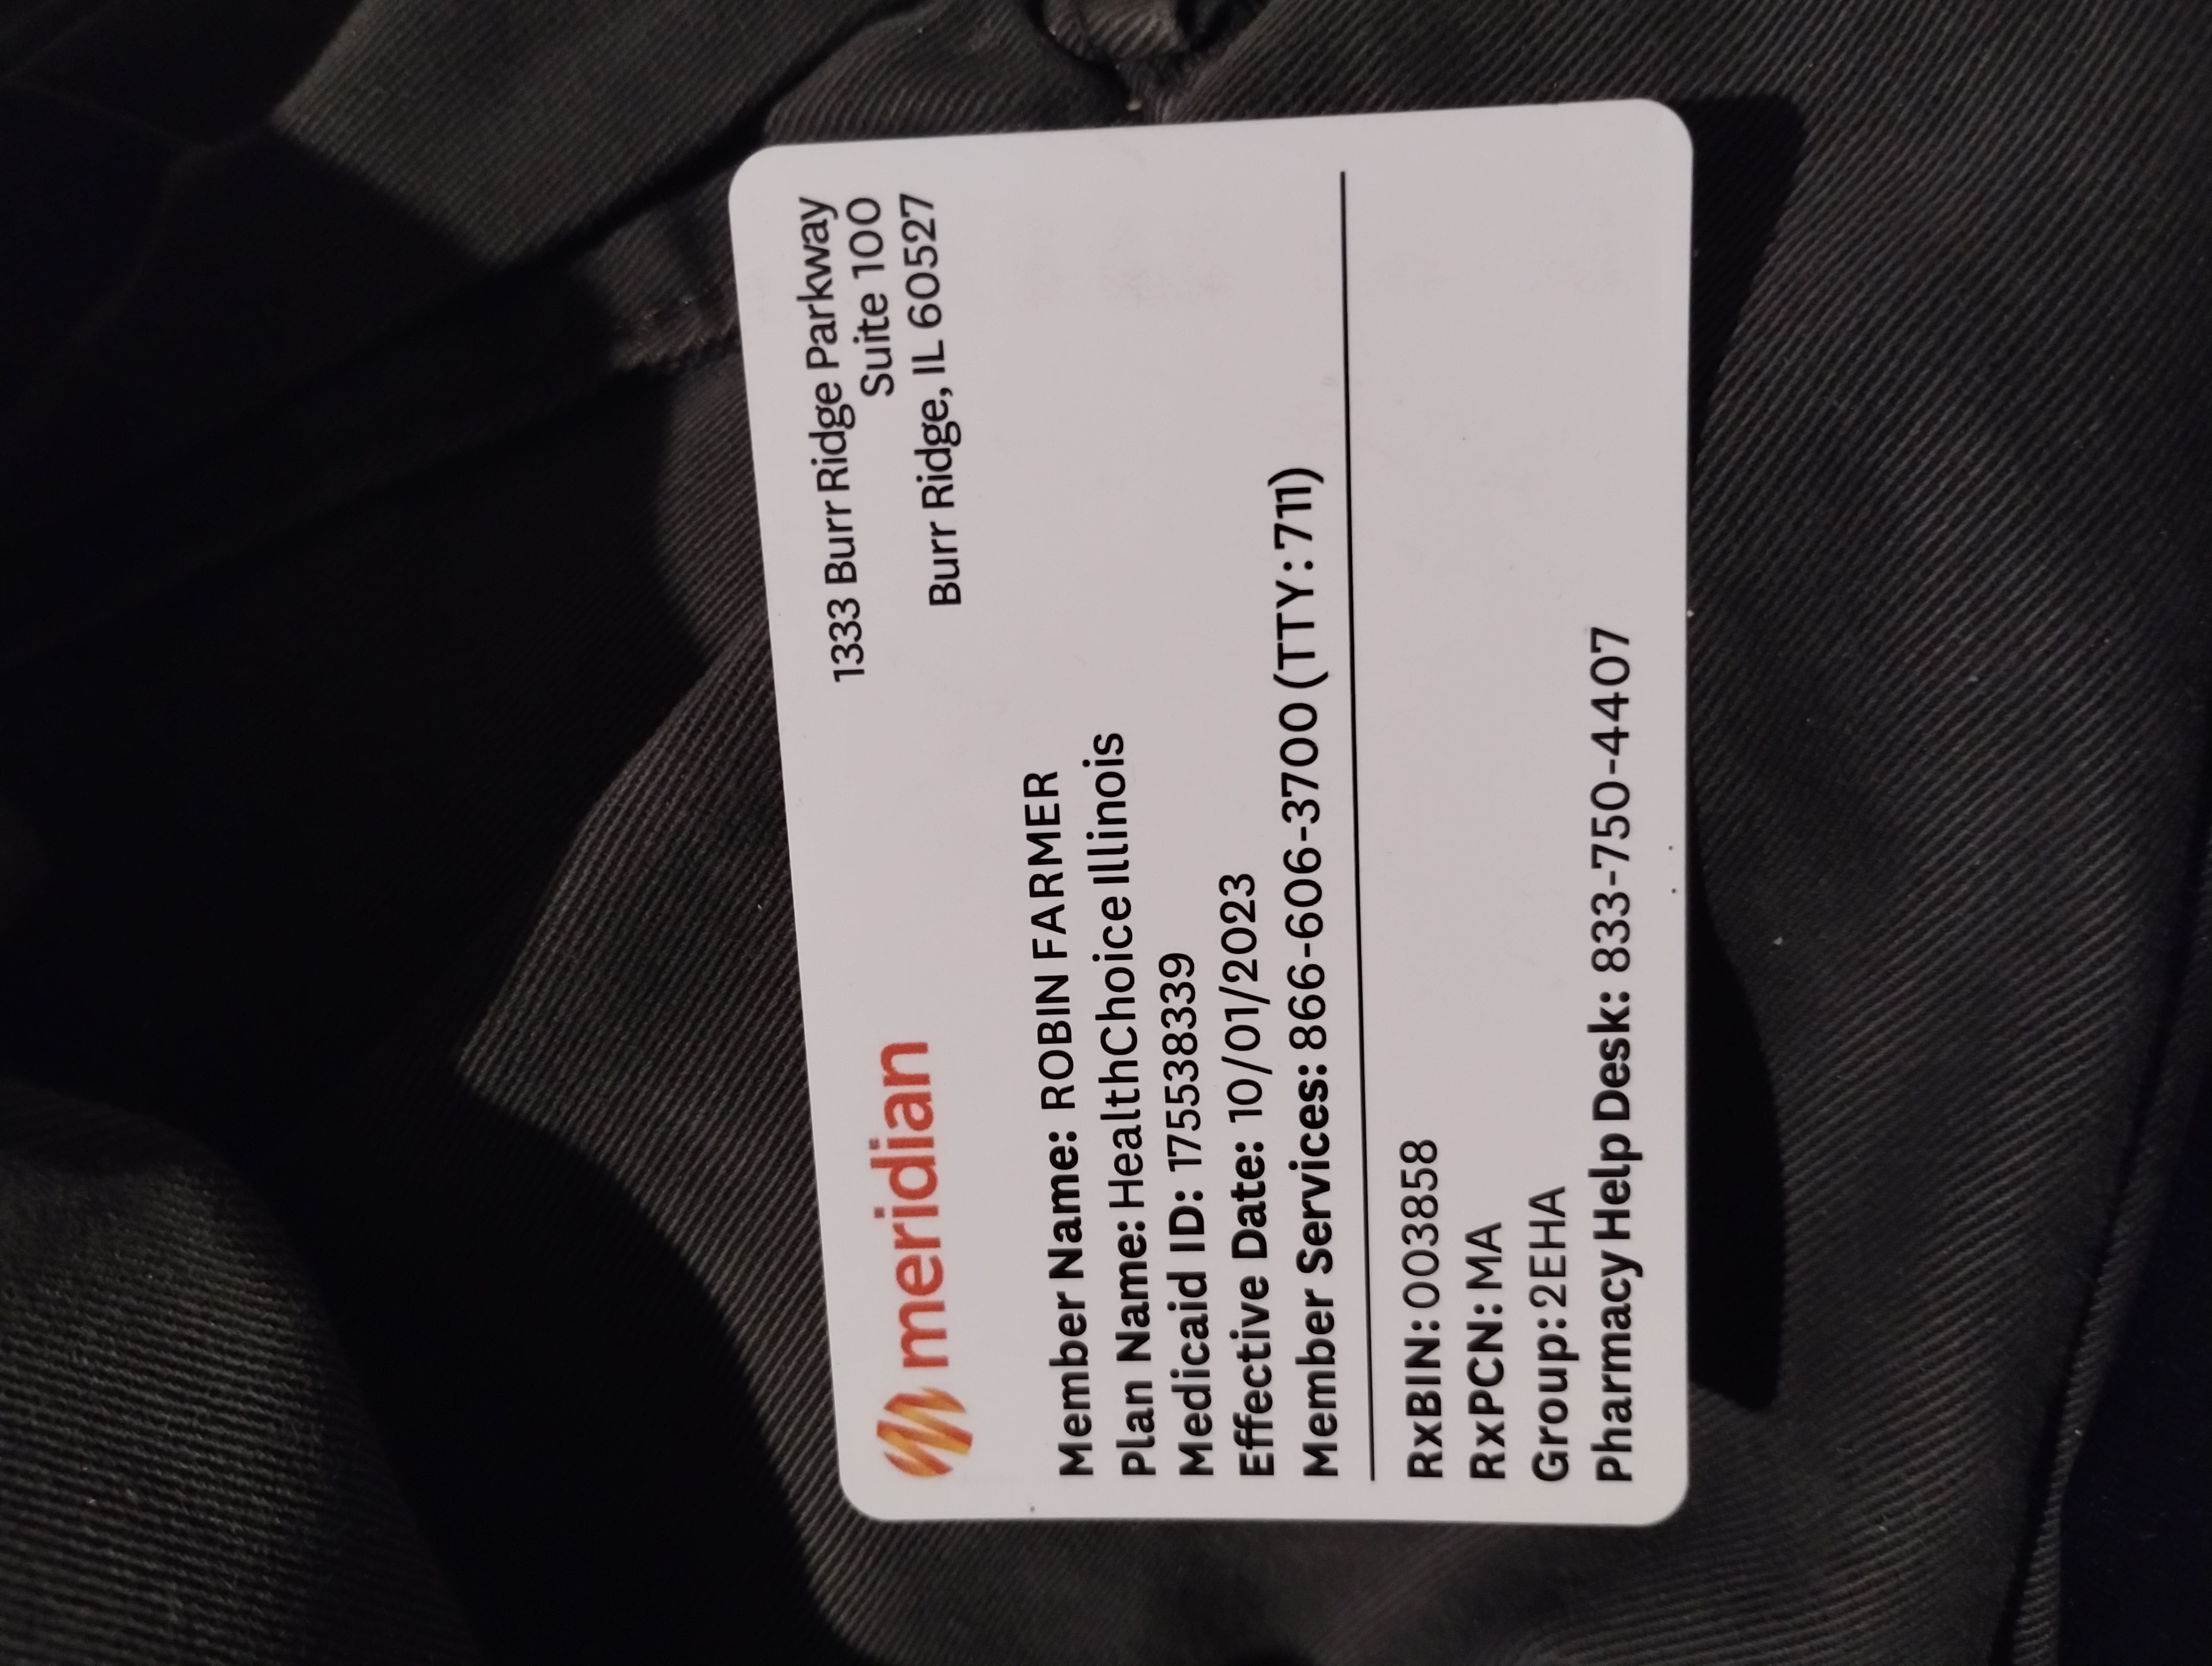 meridian
1333 Burr Ridge Parkway
Suite 100
Burr Ridge, IL 60527
Member Name: ROBIN FARMER
Plan Name: HealthChoice Illinois
Medicaid ID: 175538339
Effective Date: 10/01/2023
Member Services: 866-606-3700 (TTY: 711)
RxBIN: 003858
RxPCN: MA
Group: 2EHA
Pharmacy Help Desk: 833-750-4407